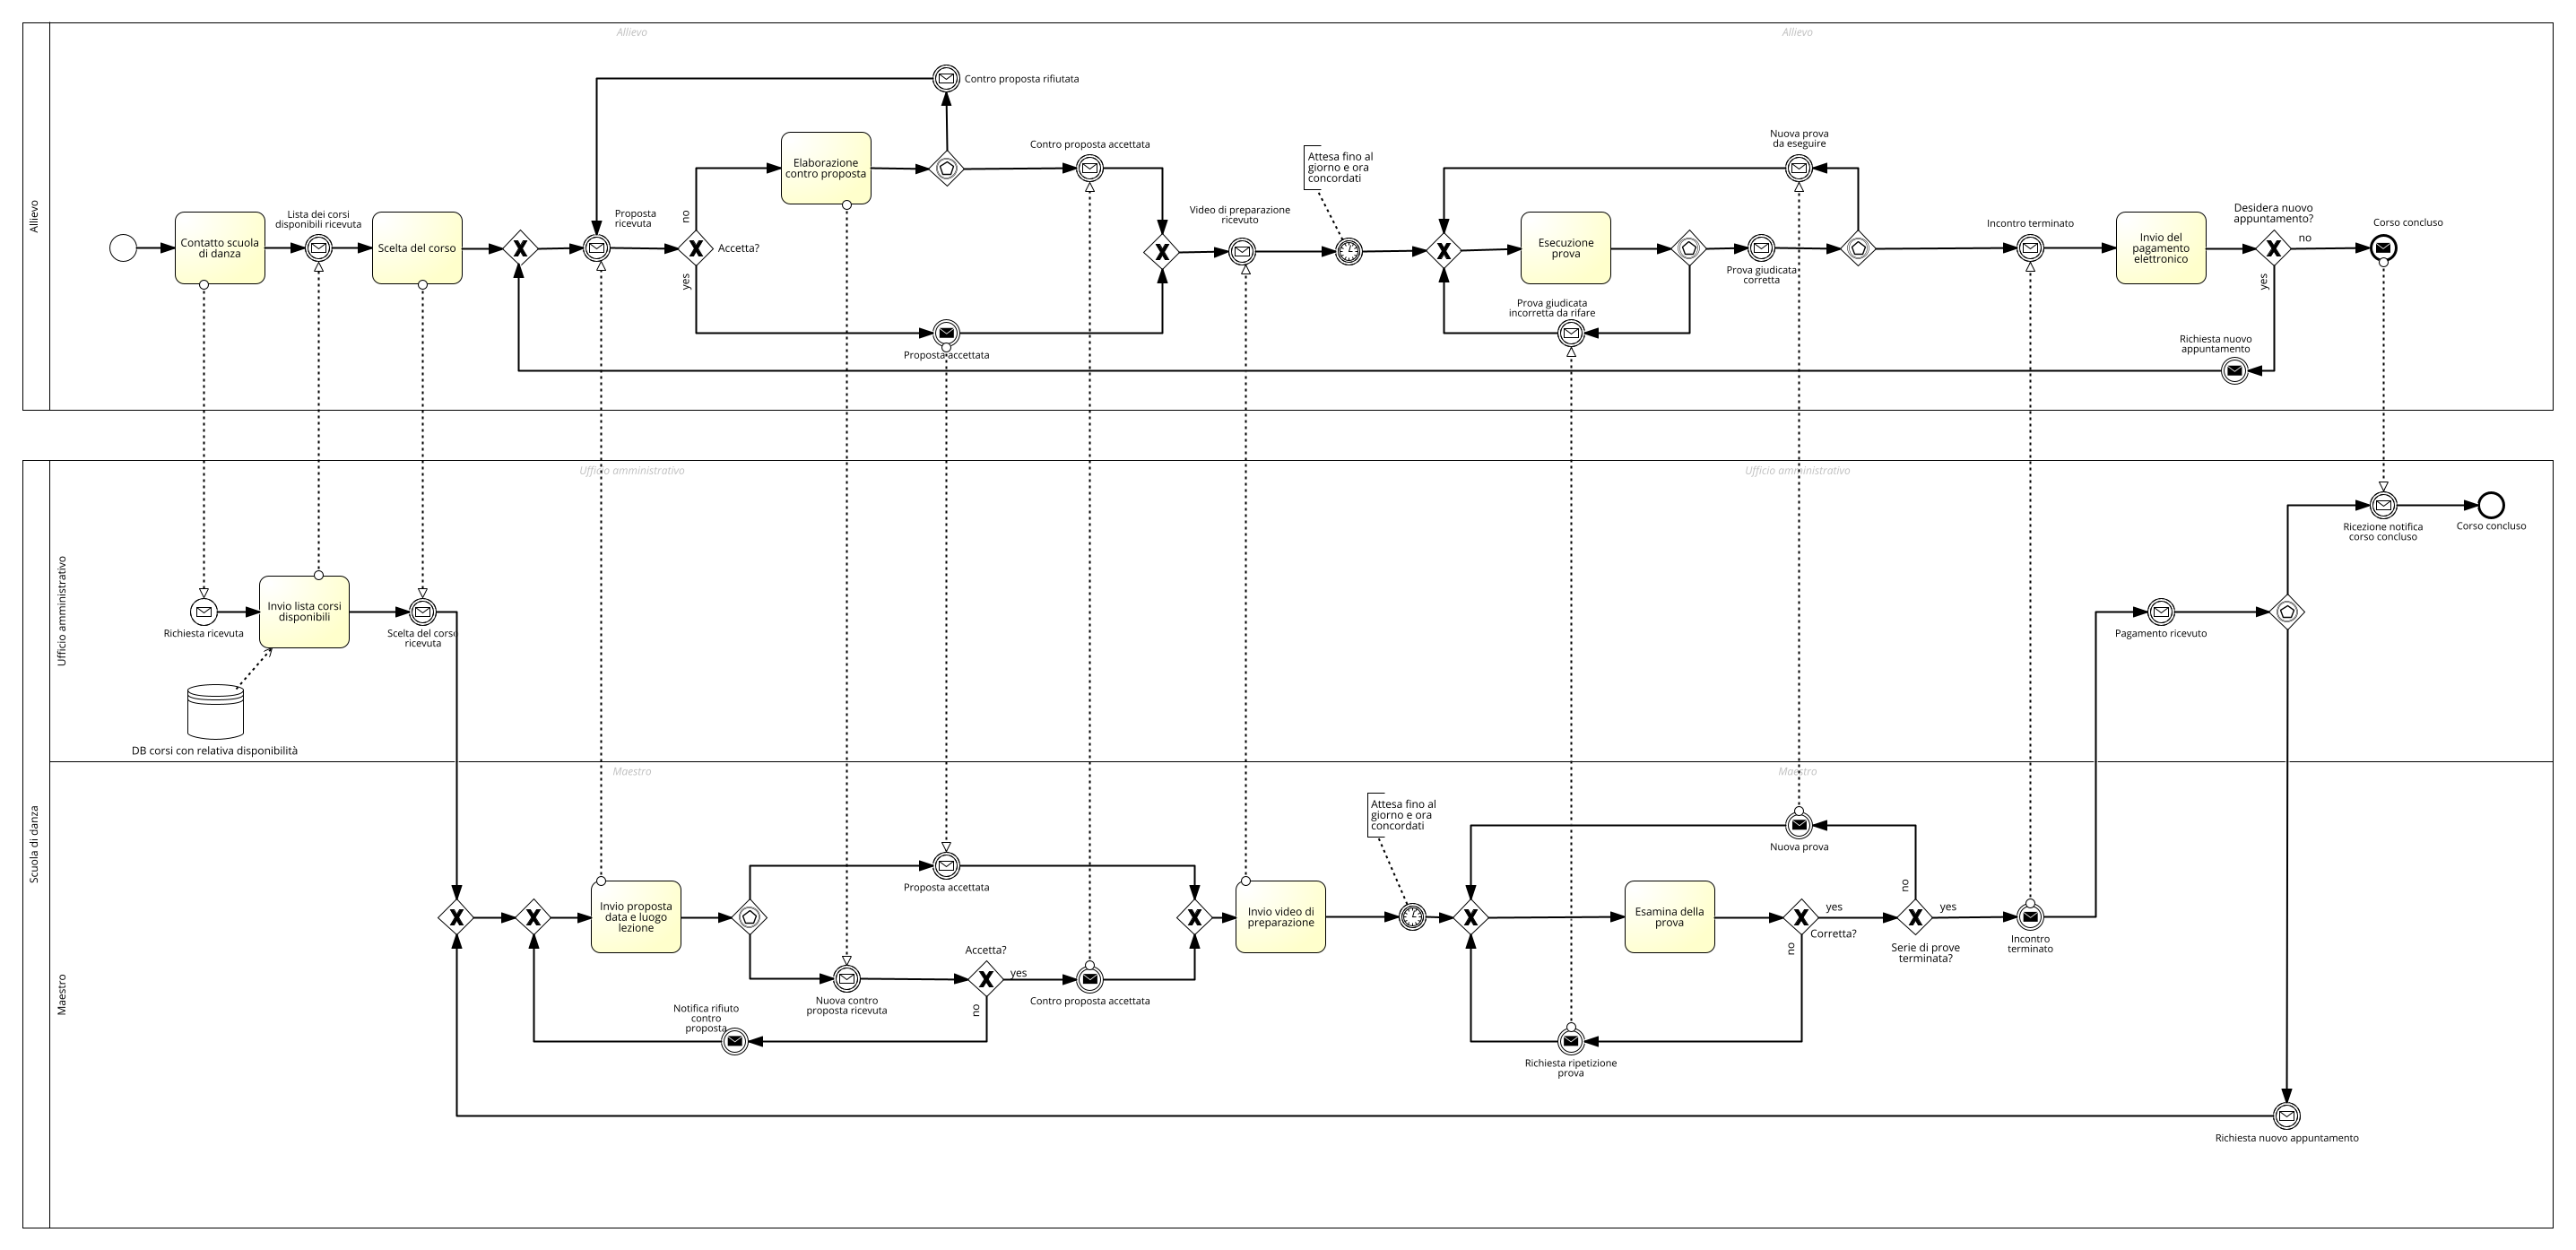 Allievo
Allievo
Allievo
Contro proposta rifiutata
Elaborazione
contro proposta
Contro proposta accettata
Attesa fino al
giorno e ora
concordati
Nuova prova
da eseguire
Contatto scuola
di danza
Lista dei corsi
disponibili ricevuta
Scelta del corso
Proposta
ricevuta
no
Accetta?
yes
Proposta accettata
Video di preparazione
ricevuto
Esecuzione
prova
Prova giudicata
corretta
Prova giudicata
incorretta da rifare
Incontro terminato
Invio del
pagamento
elettronico
Desidera nuovo
appuntamento?
no
yes
Corso concluso
Richiesta nuovo
appuntamento
Scuola di danza
Ufficio amministrativo
Ufficio amministrativo
Ufficio amministrativo
Richiesta ricevuta
Invio lista corsi
disponibili
Scelta del corso
ricevuta
DB corsi con relativa disponibilità
Pagamento ricevuto
Ricezione notifica
corso concluso
Corso concluso
Maestro
Maestro
Maestro
Invio proposta
data e luogo
lezione
Proposta accettata
Nuova contro
proposta ricevuta
Accetta?
yes
no
Contro proposta accettata
Notifica rifiuto
contro
proposta
Invio video di
preparazione
Attesa fino al
giorno e ora
concordati
Nuova prova
Esamina della
prova
yes
Corretta?
no
no
yes
Serie di prove
terminata?
Incontro
terminato
Richiesta ripetizione
prova
Richiesta nuovo appuntamento